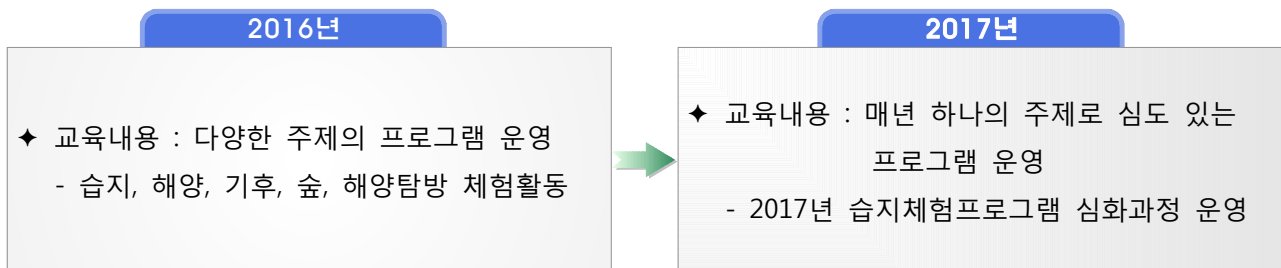 2016년
✦ 교육내용 : 다양한 주제의 프로그램 운영
- 습지, 해양, 기후, 숲, 해양탐방 체험활동
2017년
✦ 교육내용 : 매년 하나의 주제로 심도 있는
프로그램 운영
- 2017년 습지체험프로그램 심화과정 운영